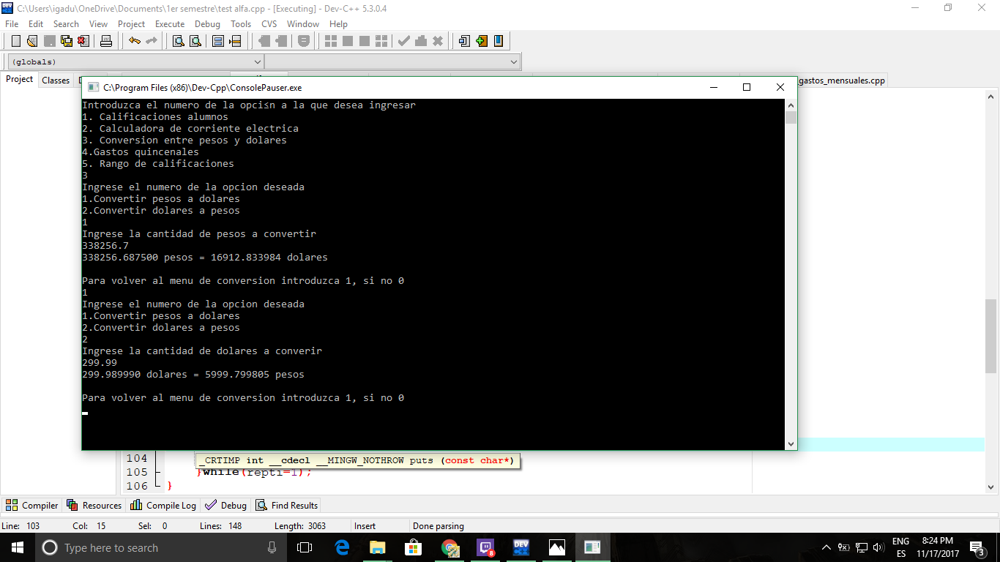 C:\Users\igadu\OneDrive\Documents\1er semestre\test alfa.cpp - [Executing] - Dev-C++ 5.3.0.4
File Edit Search View Project Execute Debug Tools CVS Window Help
(globals)
Project Classes
_gastos_mensuales.cpp
C:\Program Files (x86)\Dev-Cpp\ConsolePauser.exe
Introduzca el numero de la opci≤n a la que desea ingresar
1. Calificaciones alumnos
2. Calculadora de corriente electrica
3. Conversion entre pesos y dolares
4.Gastos quincenales
5. Rango de calificaciones
3
Ingrese el numero de la opcion deseada
1.Convertir pesos a dolares
2.Convertir dolares a pesos
1
Ingrese la cantidad de pesos a convertir
338256.7
338256.687500 pesos = 16912.833984 dolares
Para volver al menu de conversion introduzca 1, si no 0
1
Ingrese el numero de la opcion deseada
1.Convertir pesos a dolares
2.Convertir dolares a pesos
2
Ingrese la cantidad de dolares a converir
299.99
299.989990 dolares = 5999.799805 pesos
Para volver al menu de conversion introduzca 1, si no 0
104
_CRTIMP int __cdecl __MINGW_NOTHROW puts (const char*)
105 }while(repti=1);
106 }
Compiler Resources Compile Log Debug Find Results
Line: 103 Col: 15 Sel: 0 Lines: 148 Length: 3063 Insert Done parsing
Type here to search
8
DEV
ENG
ES
8:24 PM
11/17/2017
3